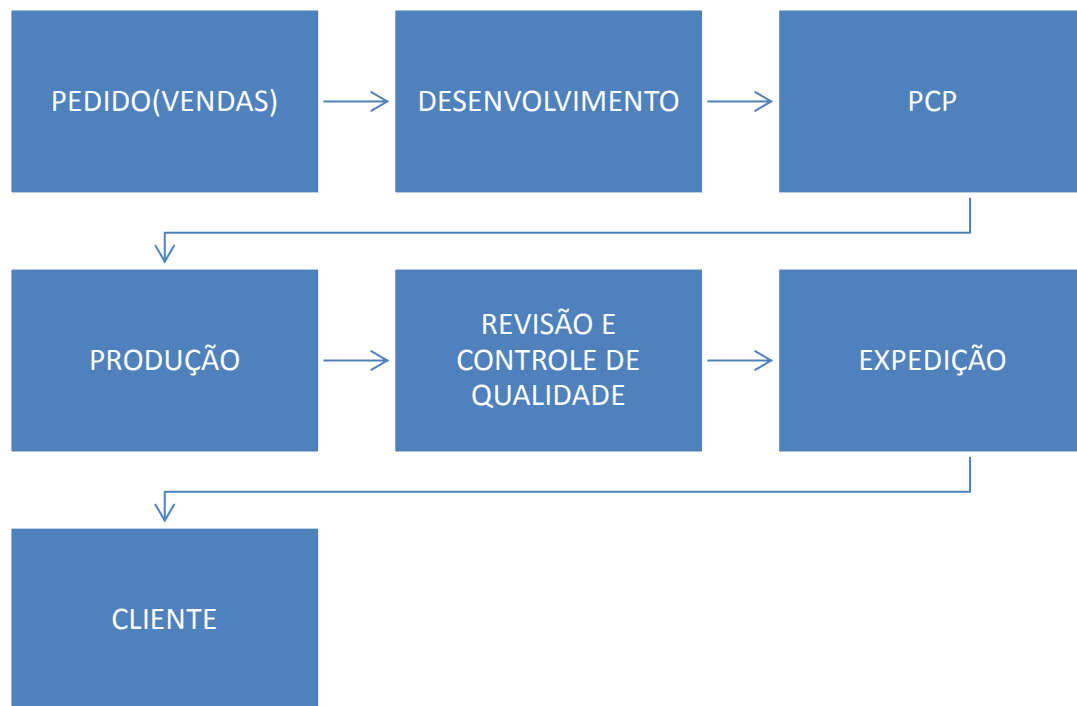 PEDIDO(VENDAS)
DESENVOLVIMENTO
PCP
PRODUÇÃO
REVISÃO E
CONTROLE DE
QUALIDADE
EXPEDIÇÃO
CLIENTE